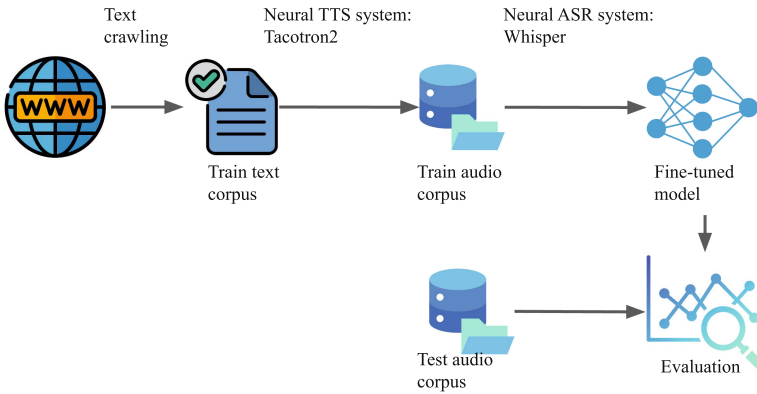 Text
crawling
Neural TTS system:
Tacotron2
Neural ASR system:
Whisper
WWW
Train text
corpus
Train audio
corpus
Fine-tuned
model
Test audio
corpus
Evaluation